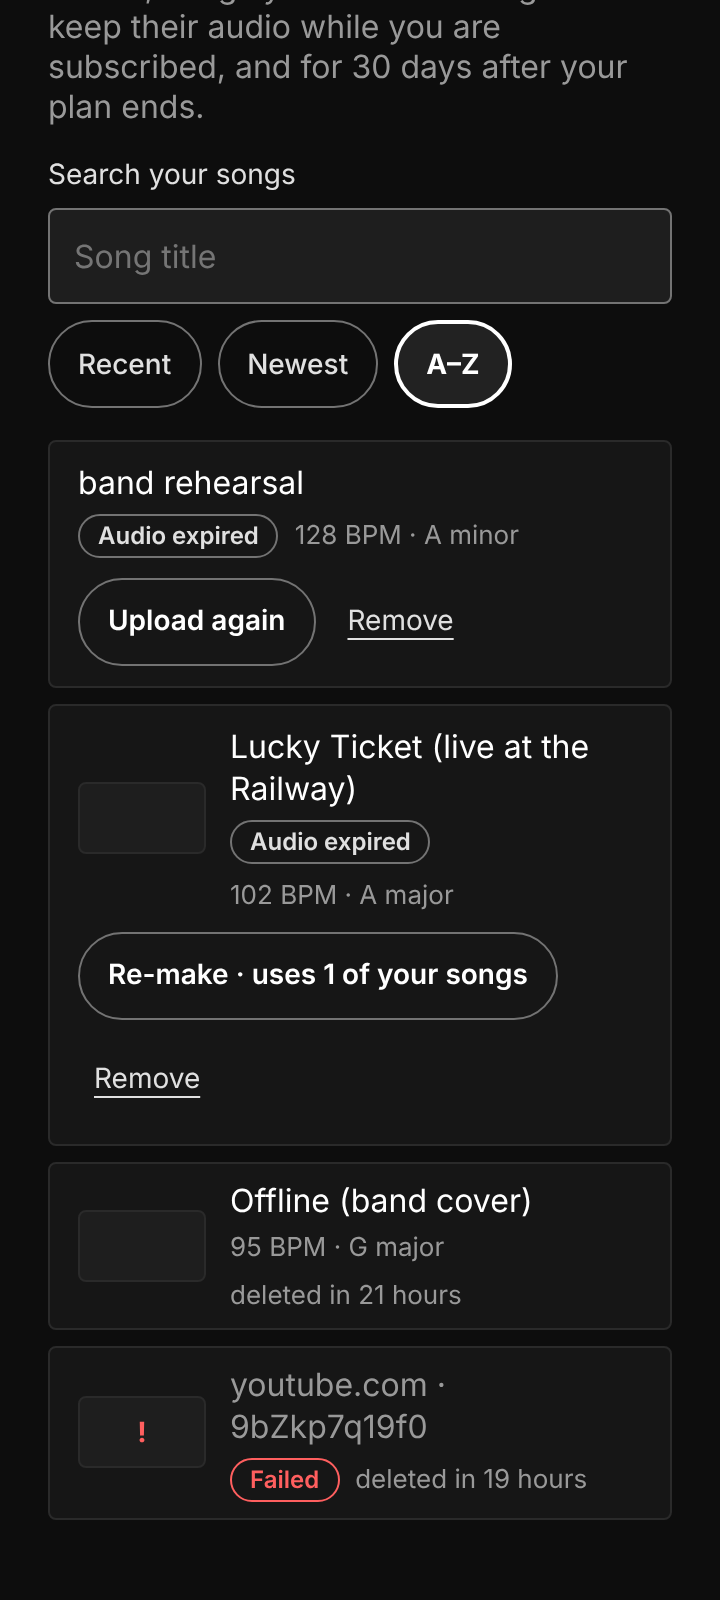 keep their audio while you are
subscribed, and for 30 days after your
plan ends.
Search your songs
Song title
Recent
Newest
A–Z
band rehearsal
Audio expired
128 BPM · A minor
Upload again
Remove
Lucky Ticket (live at the
Railway)
Audio expired
102 BPM · A major
Re-make · uses 1 of your songs
Remove
Offline (band cover)
95 BPM · G major
deleted in 21 hours
!
youtube.com ·
9bZkp7q19f0
Failed
deleted in 19 hours